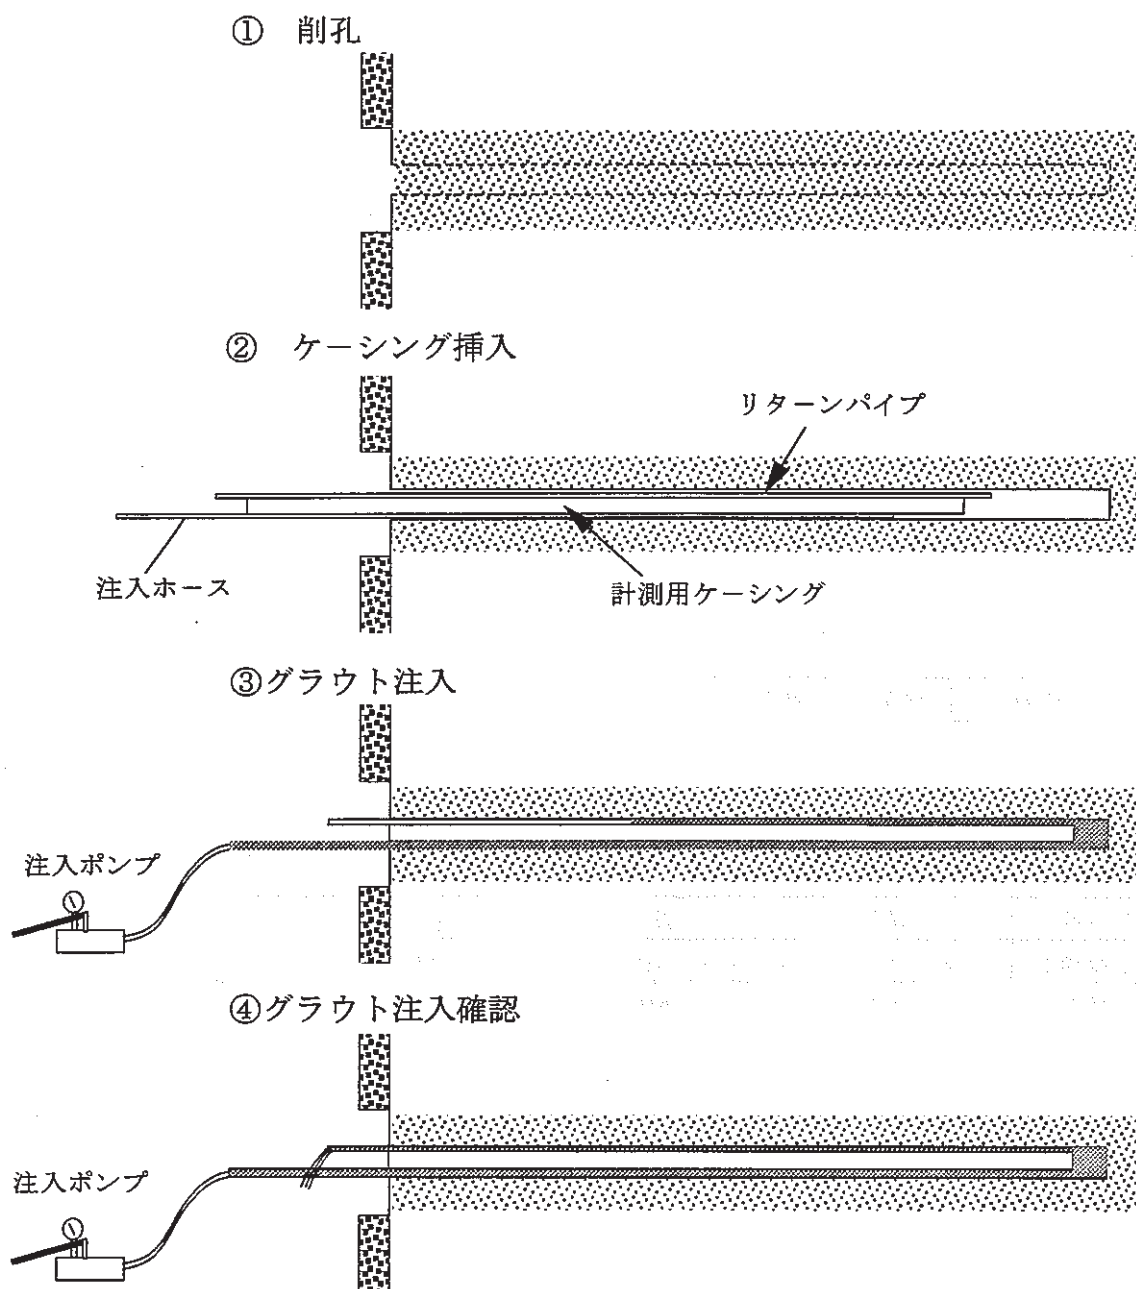 ① 削孔
② ケーシング挿入
リターンパイプ
注入ホース
計測用ケーシング
③グラウト注入
注入ポンプ
④グラウト注入確認
注入ポンプ